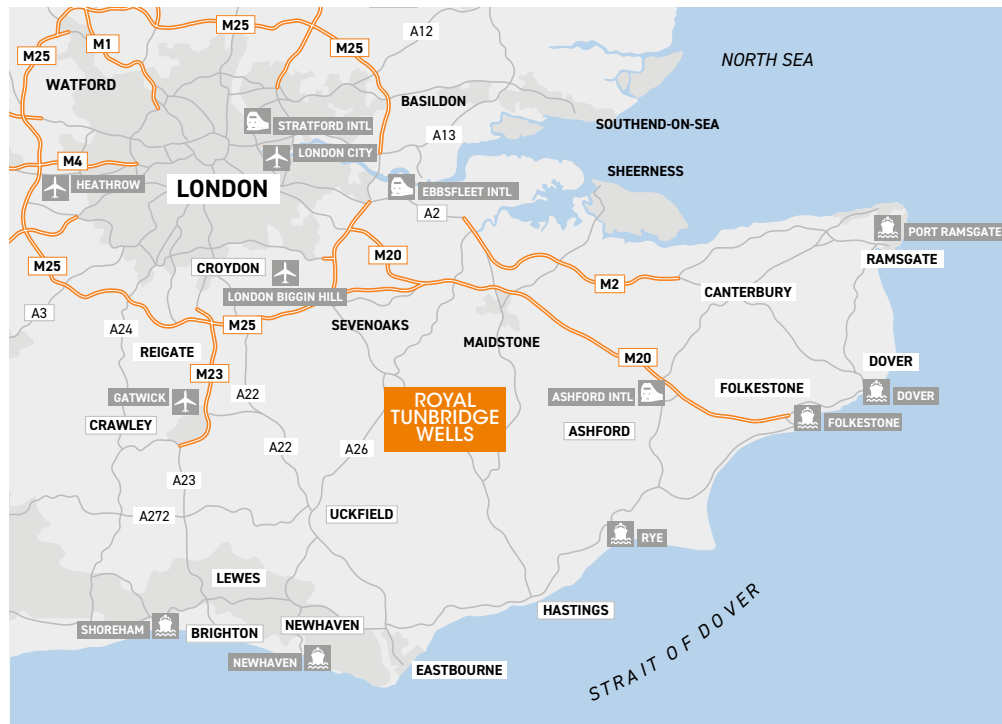 M25
M1
M25
M25
A12
NORTH SEA
WATFORD
BASILDON
STRATFORD INTL
SOUTHEND-ON-SEA
A13
LONDON CITY
M4
HEATHROW
LONDON
EBBSFLEET INTL
SHEERNESS
A2
PORT RAMSGATE
M20
RAMSGATE
M25
CROYDON
M2
CANTERBURY
LONDON BIGGIN HILL
A3
A24
M25
SEVENOAKS
MAIDSTONE
REIGATE
M20
DOVER
M23
GATWICK
A22
ROYAL
TUNBRIDGE
WELLS
ASHFORD INTL
FOLKESTONE
DOVER
CRAWLEY
ASHFORD
FOLKESTONE
A22
A26
A23
A272
UCKFIELD
RYE
LEWES
HASTINGS
SHOREHAM
BRIGHTON
NEWHAVEN
NEWHAVEN
EASTBOURNE
STRAIT OF DOVER